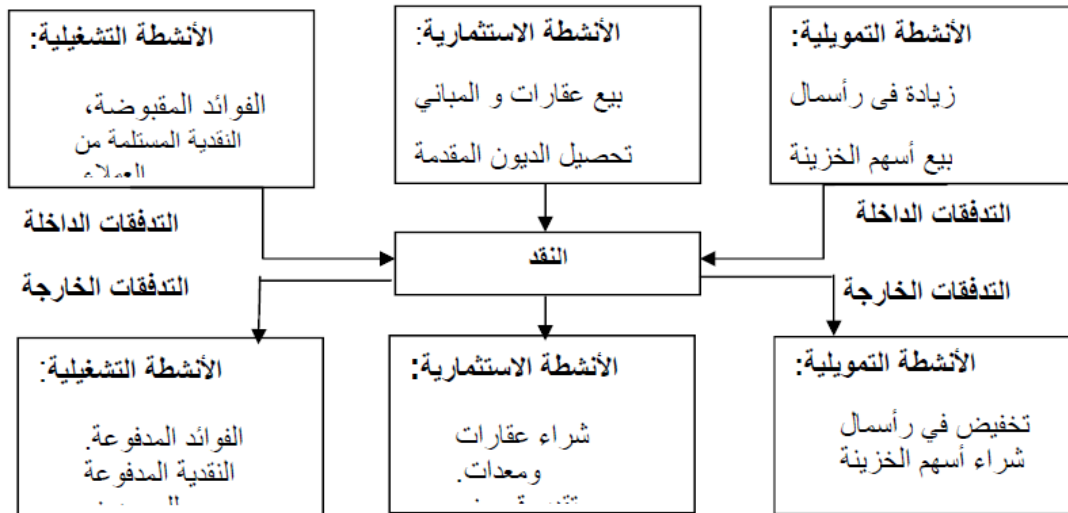 الأنشطة التمويلية:
زيادة فى رأسمال
بيع أسهم الخزينة
الأنشطة الاستثمارية:
بيع عقارات و المباني
تحصيل الديون المقدمة
الأنشطة التشغيلية:
الفوائد المقبوضة،
النقدية المستلمة من
العملاء
التدفقات الداخلة
التدفقات الداخلة
النقد
التدفقات الخارجة
التدفقات الخارجة
الأنشطة التمويلية:
تخفيض في رأسمال
شراء أسهم الخزينة
الأنشطة الاستثمارية:
شراء عقارات
ومعدات.
الأنشطة التشغيلية:
الفوائد المدفوعة.
النقدية المدفوعة